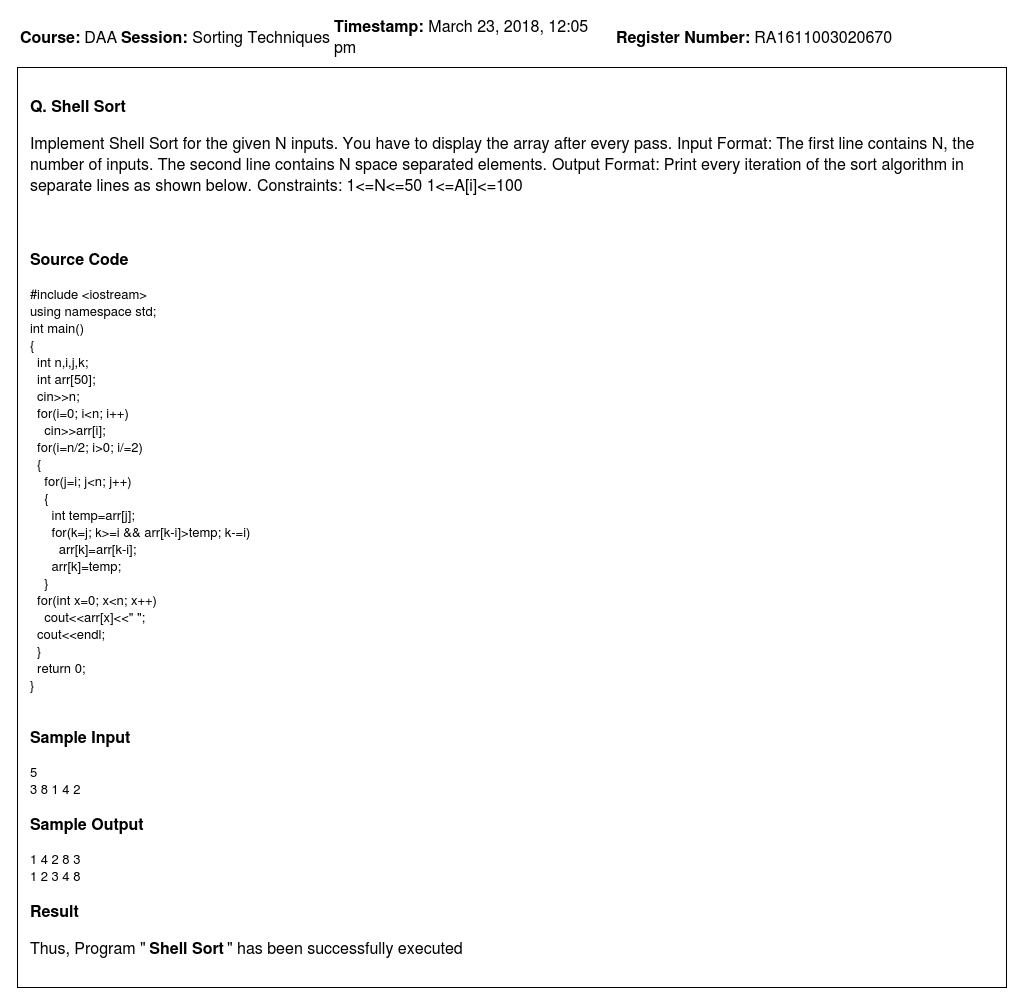 Course: DAA Session: Sorting Techniques Timestamp: March 23, 2018, 12:05 pm Register Number: RA1611003020670
Q. Shell Sort
Implement Shell Sort for the given N inputs. You have to display the array after every pass. Input Format: The first line contains N, the
number of inputs. The second line contains N space separated elements. Output Format: Print every iteration of the sort algorithm in
separate lines as shown below. Constraints: 1<=N<=50 1<=A[i]<=100
Source Code
#include <iostream>
using namespace std;
int main()
{
  int n,i,j,k;
  int arr[50];
  cin>>n;
  for(i=0; i<n; i++)
    cin>>arr[i];
  for(i=n/2; i>0; i/=2)
  {
    for(j=i; j<n; j++)
    {
      int temp=arr[j];
      for(k=j; k>=i && arr[k-i]>temp; k-=i)
        arr[k]=arr[k-i];
      arr[k]=temp;
    }
  for(int x=0; x<n; x++)
    cout<<arr[x]<<" ";
  cout<<endl;
  }
  return 0;
}
Sample Input
5
3 8 1 4 2
Sample Output
1 4 2 8 3
1 2 3 4 8
Result
Thus, Program " Shell Sort " has been successfully executed